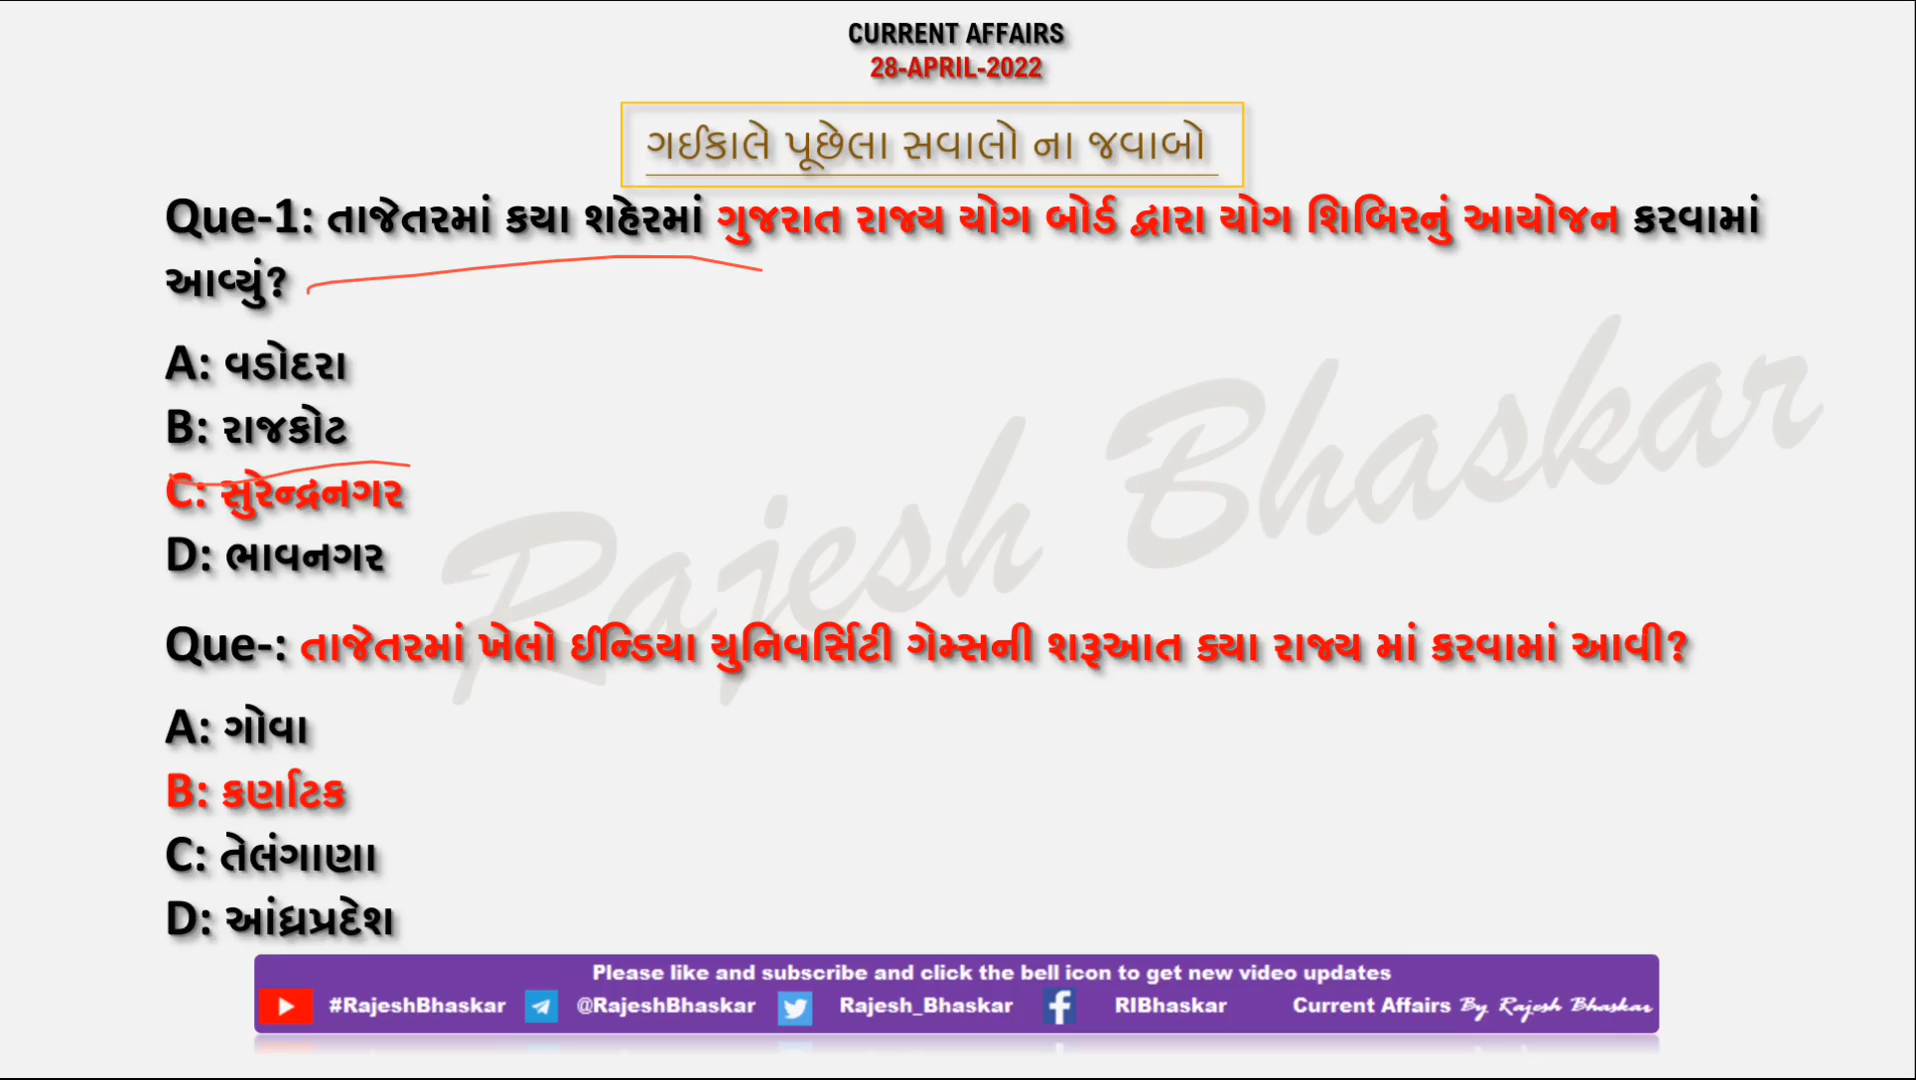 CURRENT AFFAIRS
28-APRIL-2022
ગઈકાલે પૂછેલા સવાલો ના જવાબો
Que-1: તાજેતરમાં કયા શહેરમાં ગુજરાત રાજ્ય યોગ બોર્ડ દ્વારા યોગ શિબિરનું આયોજન કરવામાં
આવ્યું?
A: વડોદરા
B: રાજકોટ
C: સુરેન્દ્રનગર
D: ભાવનગર
Que-: તાજેતરમાં ખેલો ઈન્ડિયા યુનિવર્સિટી ગેમ્સની શરૂઆત ક્યા રાજ્ય માં કરવામાં આવી?
A: ગોવા
B: કર્ણાટક
C: તેલંગાણા
D: આંધ્રપ્રદેશ
Rajesh Bhaskar
Please like and subscribe and click the bell icon to get new video updates
#RajeshBhaskar @RajeshBhaskar Rajesh_Bhaskar RIBhaskar Current Affairs By Rajesh Bhaskar